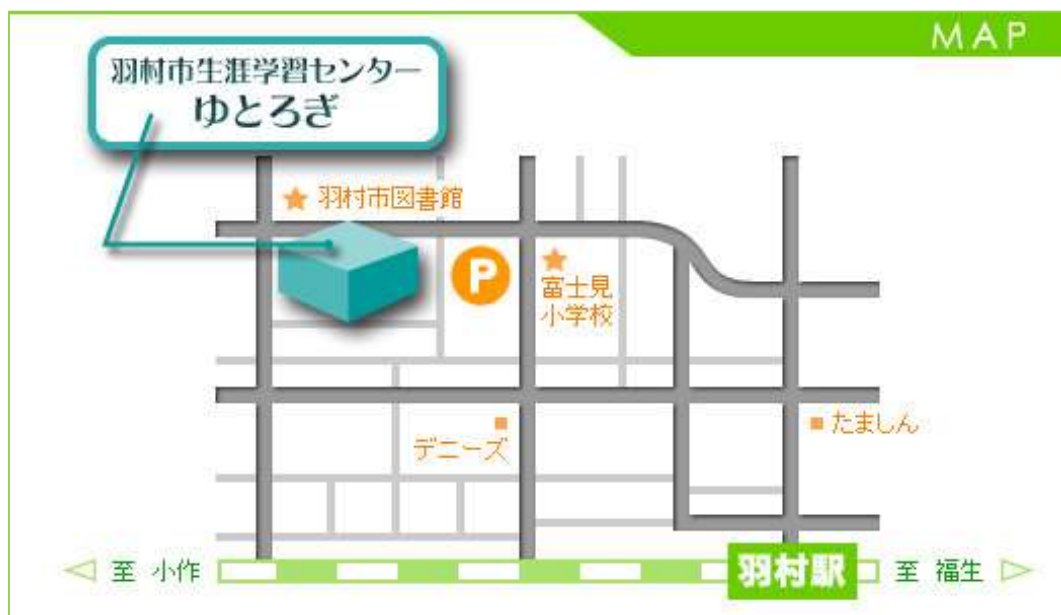 MAP
羽村市生涯学習センター
ゆとろぎ
羽村市図書館
P
富士見
小学校
デニーズ
たましん
至 小作
羽村駅
至 福生